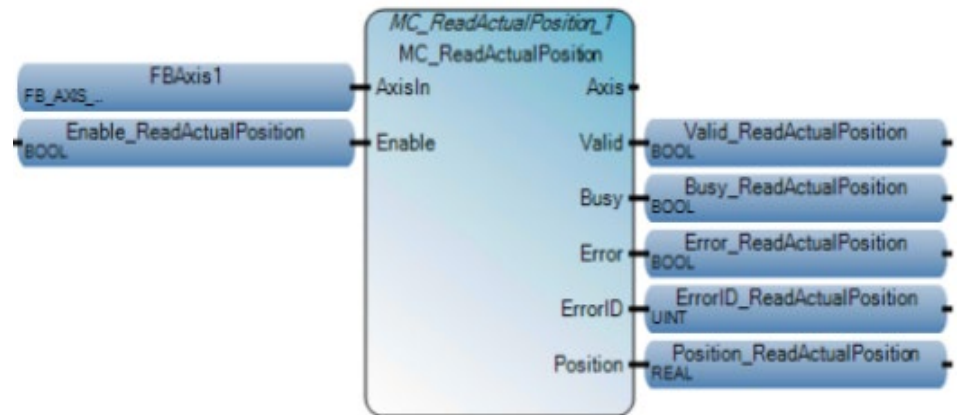 MC_ReadActualPosition_1
MC_ReadActualPosition
FBAxis1
FB_AXIS_..
AxisIn
Axis
Enable_ReadActualPosition
BOOL
Enable
Valid
Valid_ReadActualPosition
BOOL
Busy
Busy_ReadActualPosition
BOOL
Error
Error_ReadActualPosition
BOOL
ErrorID
ErrorID_ReadActualPosition
UINT
Position
Position_ReadActualPosition
REAL